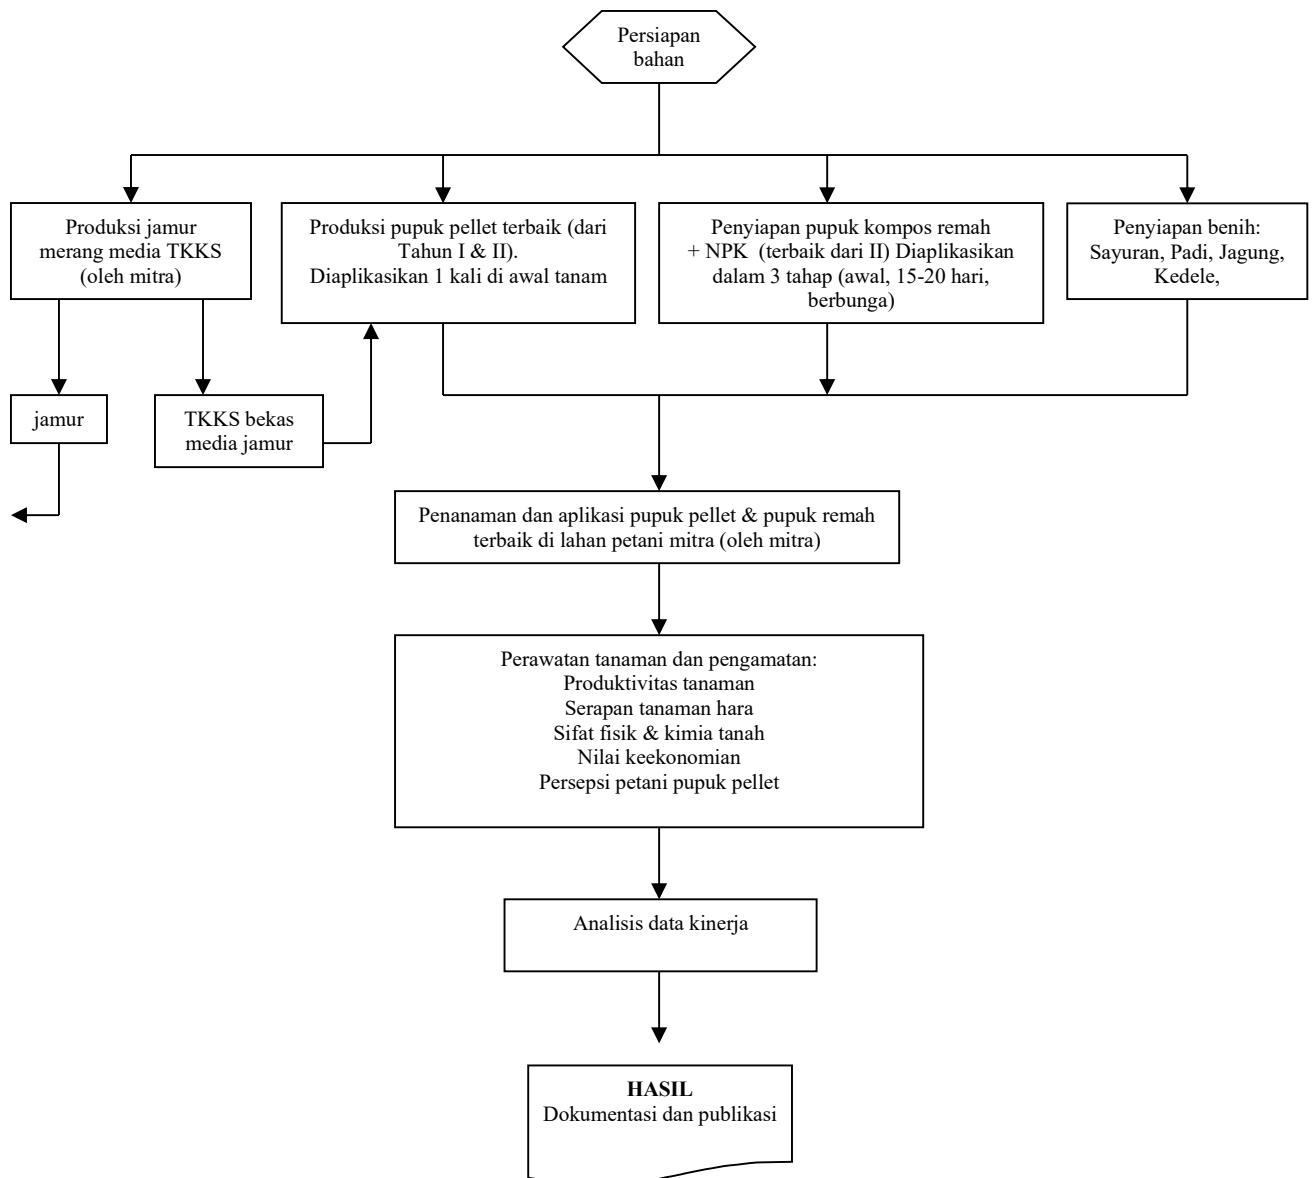 Persiapan
bahan
Produksi jamur
merang media TKKS
(oleh mitra)
Produksi pupuk pellet terbaik (dari
Tahun I & II).
Diaplikasikan 1 kali di awal tanam
Penyiapan pupuk kompos remah
+ NPK (terbaik dari II) Diaplikasikan
dalam 3 tahap (awal, 15-20 hari,
berbunga)
Penyiapan benih:
Sayuran, Padi, Jagung,
Kedele,
jamur
TKKS bekas
media jamur
Penanaman dan aplikasi pupuk pellet & pupuk remah
terbaik di lahan petani mitra (oleh mitra)
Perawatan tanaman dan pengamatan:
Produktivitas tanaman
Serapan tanaman hara
Sifat fisik & kimia tanah
Nilai keekonomian
Persepsi petani pupuk pellet
Analisis data kinerja
HASIL
Dokumentasi dan publikasi